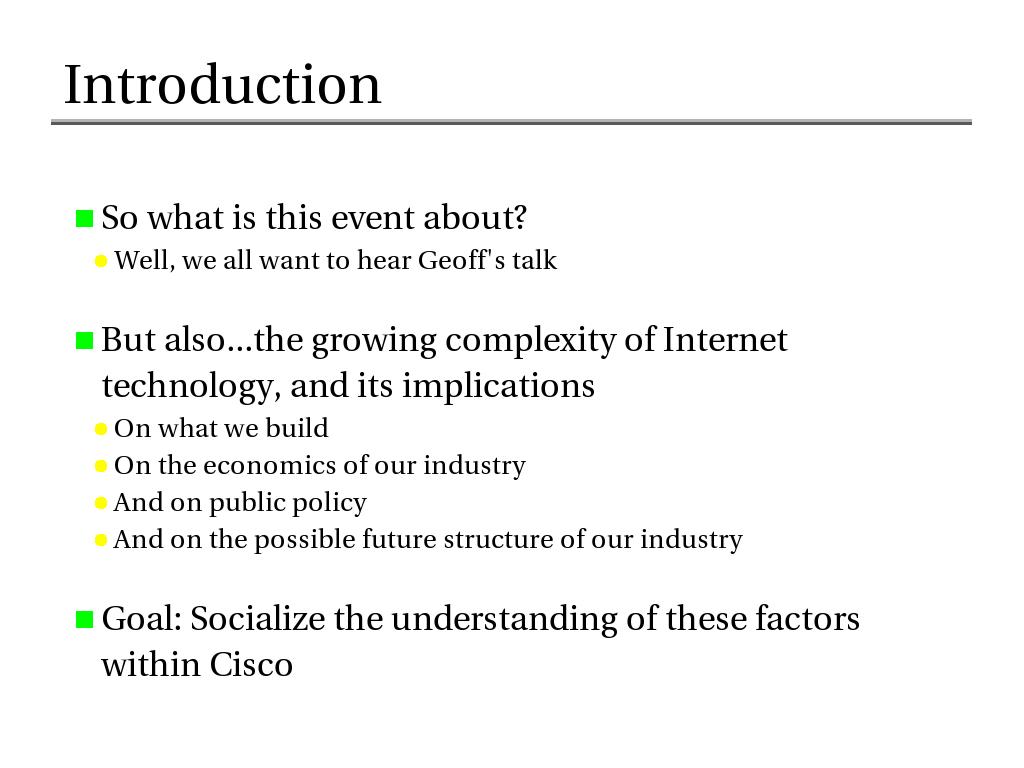 Introduction
So what is this event about?
Well, we all want to hear Geoff's talk
But also...the growing complexity of Internet
technology, and its implications
On what we build
On the economics of our industry
And on public policy
And on the possible future structure of our industry
Goal: Socialize the understanding of these factors
within Cisco